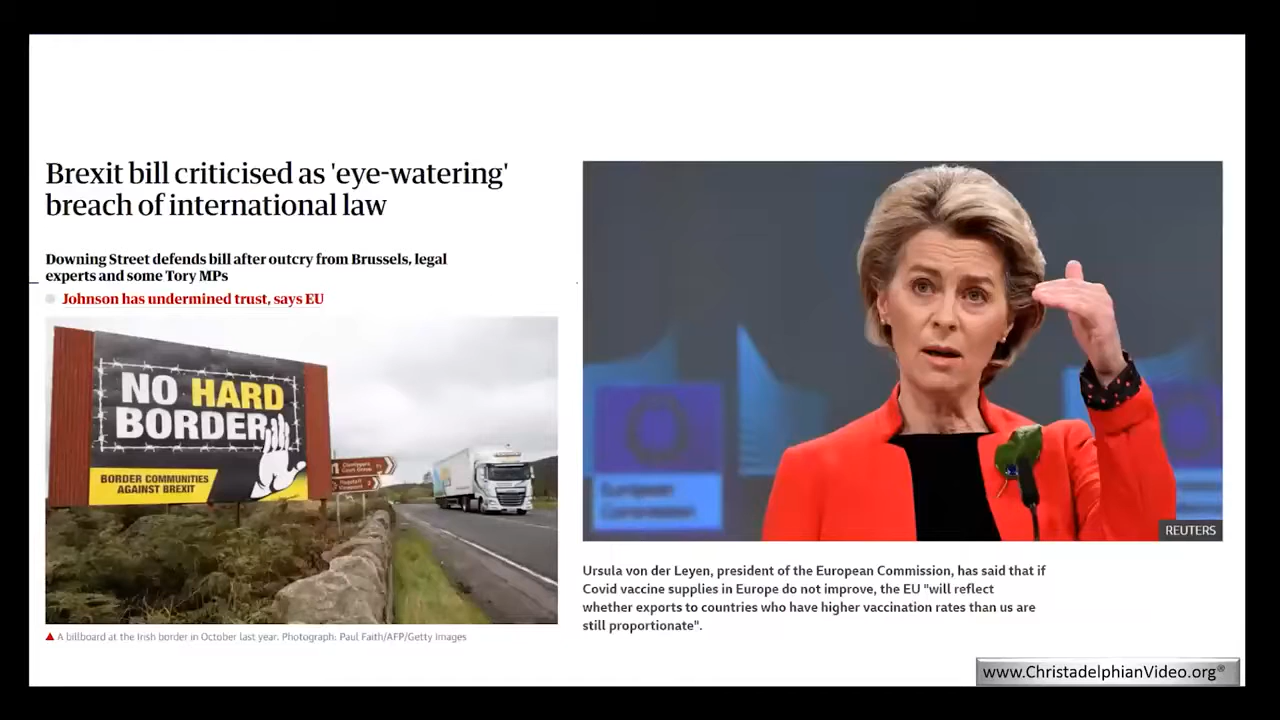 Brexit bill criticised as 'eye-watering'
breach of international law
Downing Street defends bill after outcry from Brussels, legal
experts and some Tory MPs
Johnson has undermined trust, says EU
NO HARD
BORDER
BORDER COMMUNITIES
AGAINST BREXIT
A billboard at the Irish border in October last year. Photograph: Paul Faith/AFP/Getty Images
European
Commission
REUTERS
Ursula von der Leyen, president of the European Commission, has said that if
Covid vaccine supplies in Europe do not improve, the EU "will reflect
whether exports to countries who have higher vaccination rates than us are
still proportionate".
www.ChristadelphianVideo.org®